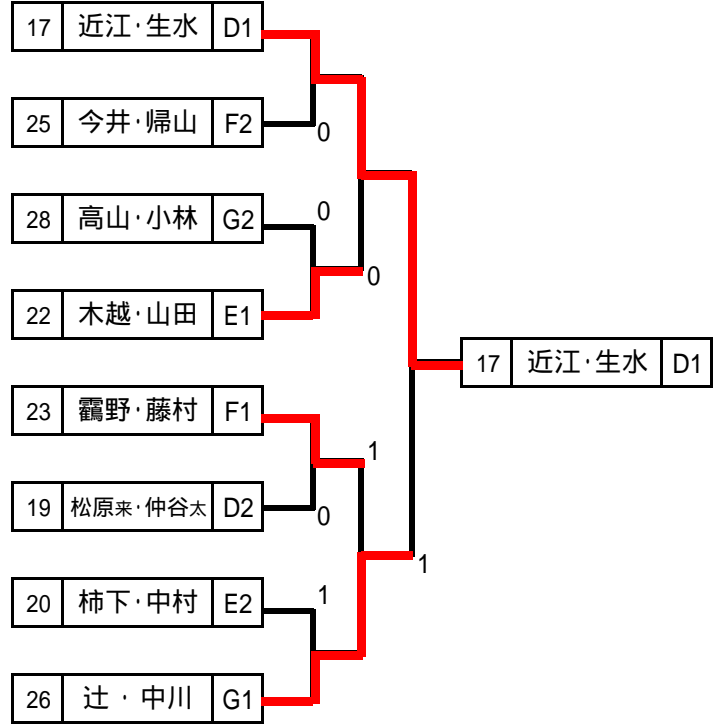 17 近江・生水 D1
25 今井・帰山 F2
0
28 高山・小林 G2
0
22 木越・山田 E1
0
17 近江・生水 D1
23 靏野・藤村 F1
1
19 松原来・仲谷太 D2
0
1
20 柿下・中村 E2
1
26 辻・中川 G1